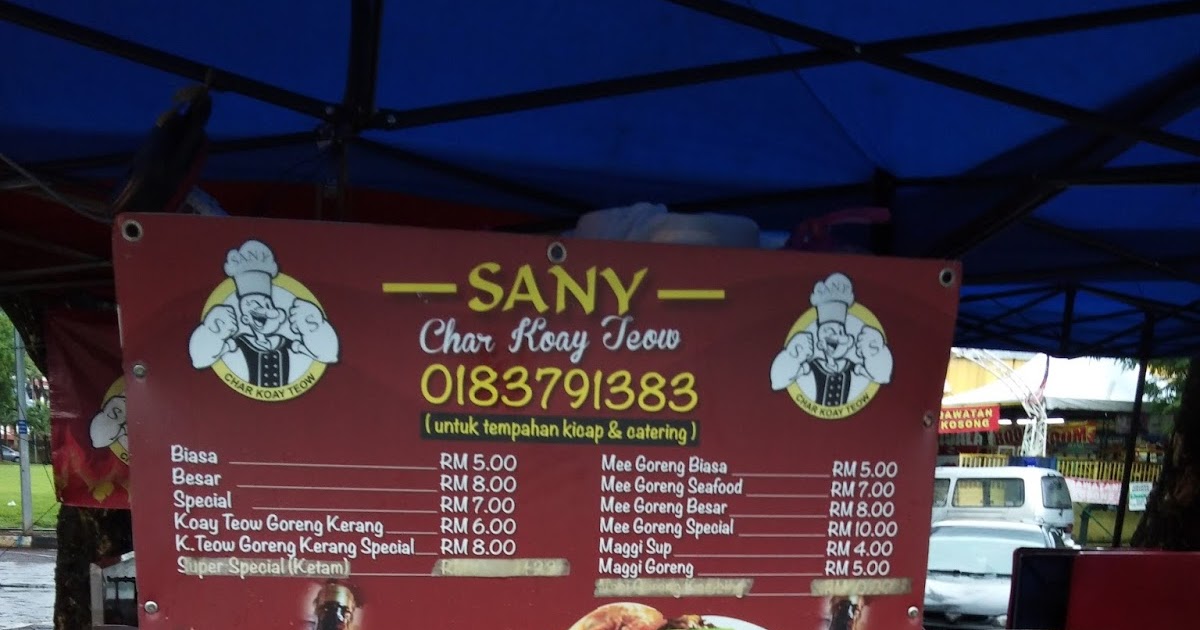 SANY
CHAR KOAY TEOW
SANY
Char Koay Teow
0183791383
( untuk tempahan kicap & catering )
SANY
CHAR KOAY TEOW
Biasa RM 5.00
Besar RM 8.00
Special RM 7.00
Koay Teow Goreng Kerang RM 6.00
K.Teow Goreng Kerang Special RM 8.00
Super Special (Ketam)
Mee Goreng Biasa RM 5.00
Mee Goreng Seafood RM 7.00
Mee Goreng Besar RM 8.00
Mee Goreng Special RM 10.00
Maggi Sup RM 4.00
Maggi Goreng RM 5.00
KOSONG